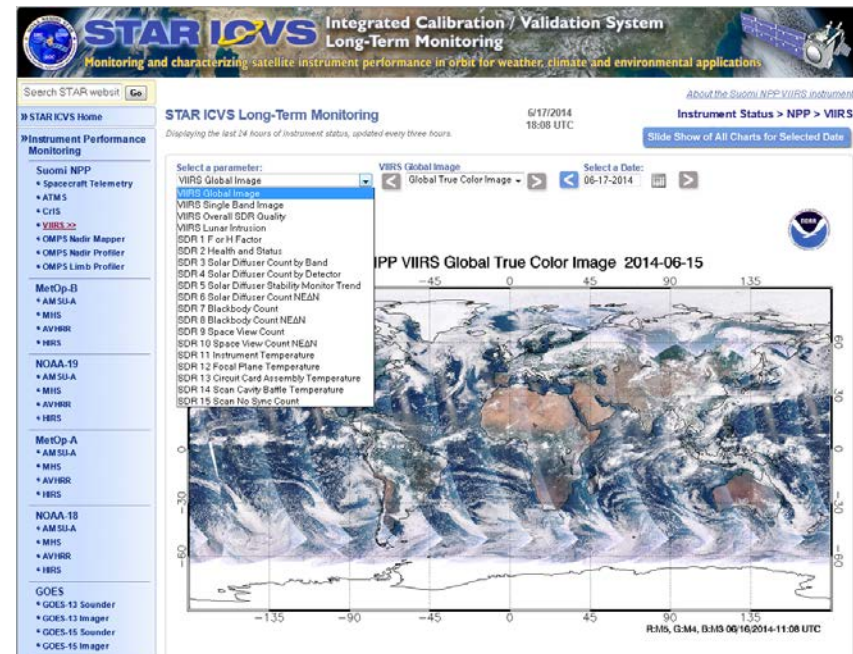 STAR ICVS
Integrated Calibration / Validation System
Long-Term Monitoring
Monitoring and characterizing satellite instrument performance in orbit for weather, climate and environmental applications
Search STAR websit Go
About the Suomi NPP VIIRS instrument
» STAR ICVS Home
» Instrument Performance
Monitoring
Suomi NPP
Spacecraft Telemetry
ATMS
CrIS
VIIRS >>
OMPS Nadir Mapper
OMPS Nadir Profiler
OMPS Limb Profiler
MetOp-B
AMSU-A
MHS
AVHRR
HIRS
NOAA-19
AMSU-A
MHS
AVHRR
HIRS
MetOp-A
AMSU-A
MHS
AVHRR
HIRS
NOAA-18
AMSU-A
MHS
AVHRR
HIRS
GOES
GOES-13 Sounder
GOES-13 Imager
GOES-15 Sounder
GOES-15 Imager
STAR ICVS Long-Term Monitoring
6/17/2014
18:08 UTC
Instrument Status > NPP > VIIRS
Displaying the last 24 hours of instrument status, updated every three hours.
Slide Show of All Charts for Selected Date
Select a parameter:
VIIRS Global Image
Select a Date:
VIIRS Global Image
Global True Color Image
06-17-2014
VIIRS Global Image
VIIRS Single Band Image
VIIRS Overall SDR Quality
VIIRS Lunar Intrusion
SDR 1 F or H Factor
SDR 2 Health and Status
SDR 3 Solar Diffuser Count by Band
SDR 4 Solar Diffuser Count by Detector
SDR 5 Solar Diffuser Stability Monitor Trend
SDR 6 Solar Diffuser Count NEΔN
SDR 7 Blackbody Count
SDR 8 Blackbody Count NEΔN
SDR 9 Space View Count
SDR 10 Space View Count NEΔN
SDR 11 Instrument Temperature
SDR 12 Focal Plane Temperature
SDR 13 Circuit Card Assembly Temperature
SDR 14 Scan Cavity Baffle Temperature
SDR 15 Scan No Sync Count
NOAA
IPP VIIRS Global True Color Image 2014-06-15
-45 0 45 90 135
60
30
0 0
-30 -30
-60 -60
-135 -90 -45 0 45 90 135
R:M5, G:M4, B:M3 06/16/2014-11:08 UTC